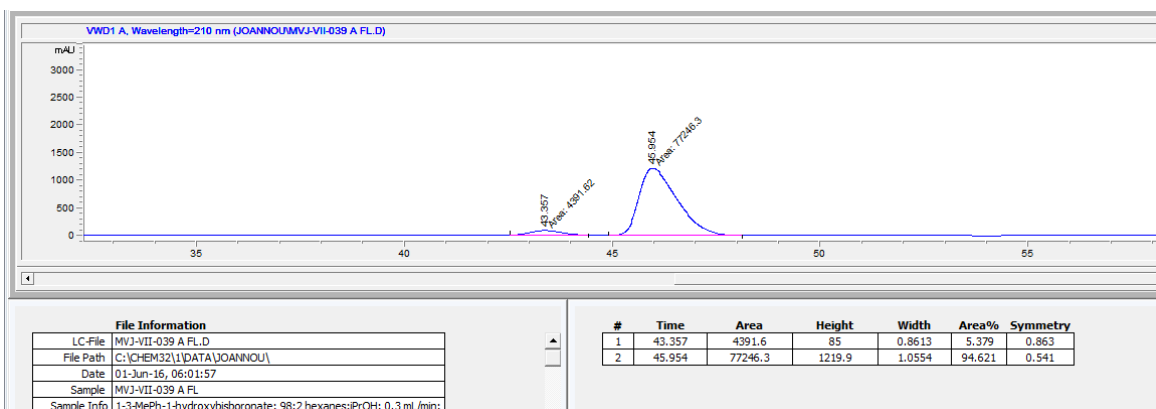 VWD1 A, Wavelength=210 nm (JOANNOU\MVJ-VII-039 A FL.D)
mAU
3000
2500
2000
1500
1000
500
0
43.357
Area: 4391.62
45.954
Area: 77246.3
35 40 45 50 55
File Information
LC-File MVJ-VII-039 A FL.D
File Path C:\CHEM32\1\DATA\JOANNOU\
Date 01-Jun-16, 06:01:57
Sample MVJ-VII-039 A FL
Sample Info 1-3-MePh-1-hydroxybisboronate; 98:2 hexanes:iPrOH; 0.3 mL/min;
# Time Area Height Width Area% Symmetry
1 43.357 4391.6 85 0.8613 5.379 0.863
2 45.954 77246.3 1219.9 1.0554 94.621 0.541